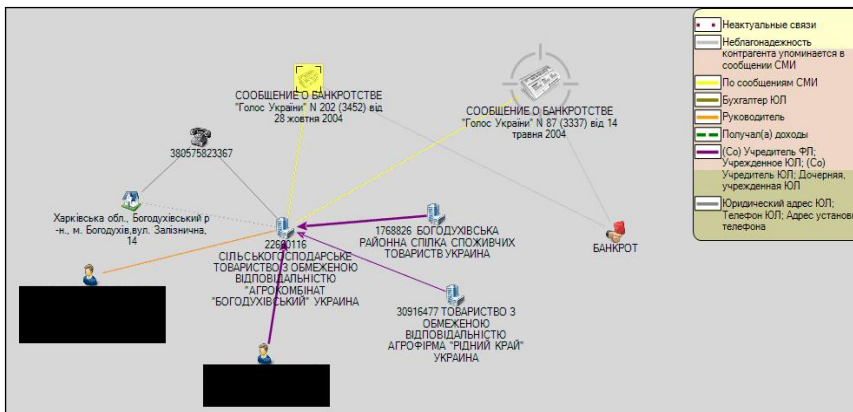 СООБЩЕНИЕ О БАНКРОТСТВЕ
"Голос України" N 202 (3452) від
28 жовтня 2004
СООБЩЕНИЕ О БАНКРОТСТВЕ
"Голос України" N 87 (3337) від 14
травня 2004
380575823367
Харківська обл., Богодухівський р
-н., м. Богодухів,вул. Залізнична,
14
22690116
СІЛЬСЬКОГОСПОДАРСЬКЕ
ТОВАРИСТВО З ОБМЕЖЕНОЮ
ВІДПОВІДАЛЬНІСТЮ
"АГРОКОМБІНАТ
"БОГОДУХІВСЬКИЙ" УКРАИНА
1768826 БОГОДУХІВСЬКА
РАЙОННА СПІЛКА СПОЖИВЧИХ
ТОВАРИСТВ УКРАИНА
БАНКРОТ
30916477 ТОВАРИСТВО З
ОБМЕЖЕНОЮ
ВІДПОВІДАЛЬНІСТЮ
АГРОФІРМА "РІДНИЙ КРАЙ"
УКРАИНА
Неактуальные связи
Неблагонадежность
контрагента упоминается в
сообщении СМИ
По сообщениям СМИ
Бухгалтер ЮЛ
Руководитель
Получал(а) доходы
(Со) Учредитель ФЛ;
Учрежденное ЮЛ; (Со)
Учредитель ЮЛ; Дочерняя,
учрежденная ЮЛ
Юридический адрес ЮЛ;
Телефон ЮЛ; Адрес установ
телефона